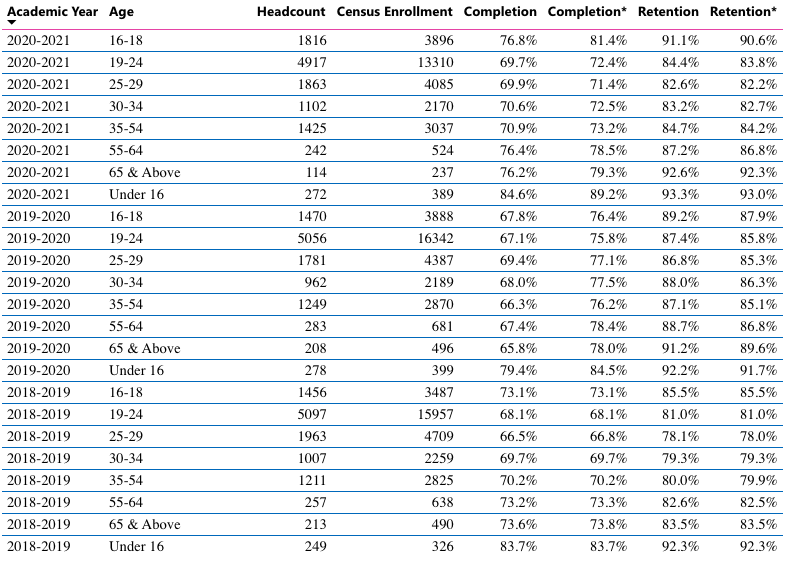 Academic Year Age Headcount Census Enrollment Completion Completion* Retention Retention*
2020-2021 16-18 1816 3896 76.8% 81.4% 91.1% 90.6%
2020-2021 19-24 4917 13310 69.7% 72.4% 84.4% 83.8%
2020-2021 25-29 1863 4085 69.9% 71.4% 82.6% 82.2%
2020-2021 30-34 1102 2170 70.6% 72.5% 83.2% 82.7%
2020-2021 35-54 1425 3037 70.9% 73.2% 84.7% 84.2%
2020-2021 55-64 242 524 76.4% 78.5% 87.2% 86.8%
2020-2021 65 & Above 114 237 76.2% 79.3% 92.6% 92.3%
2020-2021 Under 16 272 389 84.6% 89.2% 93.3% 93.0%
2019-2020 16-18 1470 3888 67.8% 76.4% 89.2% 87.9%
2019-2020 19-24 5056 16342 67.1% 75.8% 87.4% 85.8%
2019-2020 25-29 1781 4387 69.4% 77.1% 86.8% 85.3%
2019-2020 30-34 962 2189 68.0% 77.5% 88.0% 86.3%
2019-2020 35-54 1249 2870 66.3% 76.2% 87.1% 85.1%
2019-2020 55-64 283 681 67.4% 78.4% 88.7% 86.8%
2019-2020 65 & Above 208 496 65.8% 78.0% 91.2% 89.6%
2019-2020 Under 16 278 399 79.4% 84.5% 92.2% 91.7%
2018-2019 16-18 1456 3487 73.1% 73.1% 85.5% 85.5%
2018-2019 19-24 5097 15957 68.1% 68.1% 81.0% 81.0%
2018-2019 25-29 1963 4709 66.5% 66.8% 78.1% 78.0%
2018-2019 30-34 1007 2259 69.7% 69.7% 79.3% 79.3%
2018-2019 35-54 1211 2825 70.2% 70.2% 80.0% 79.9%
2018-2019 55-64 257 638 73.2% 73.3% 82.6% 82.5%
2018-2019 65 & Above 213 490 73.6% 73.8% 83.5% 83.5%
2018-2019 Under 16 249 326 83.7% 83.7% 92.3% 92.3%